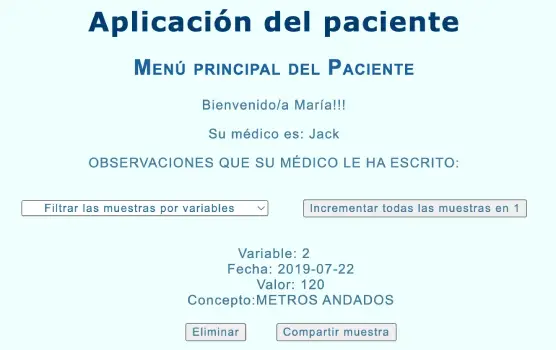 Aplicación del paciente
Menú principal del Paciente
Bienvenido/a María!!!
Su médico es: Jack
OBSERVACIONES QUE SU MÉDICO LE HA ESCRITO:
Filtrar las muestras por variables Incrementar todas las muestras en 1
Variable: 2
Fecha: 2019-07-22
Valor: 120
Concepto:METROS ANDADOS
Eliminar Compartir muestra